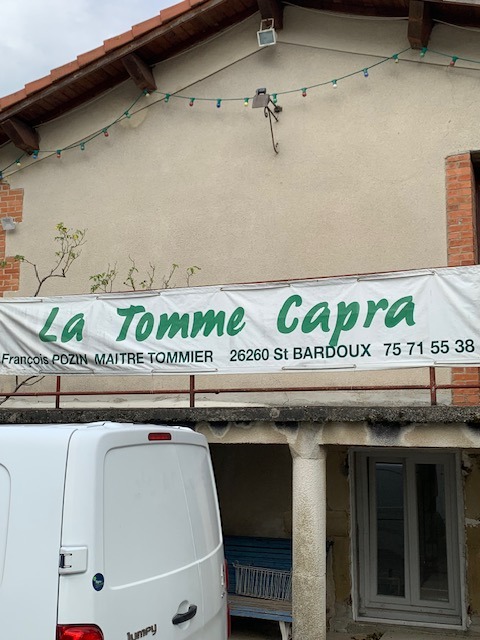 La Tomme Capra
François POZIN MAITRE TOMMIER 26260 St BARDOUX 75 71 55 38
Jumpy